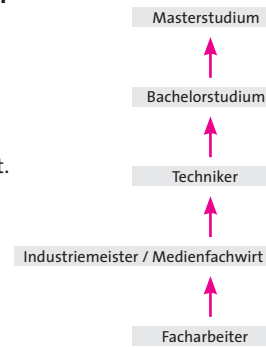 Masterstudium
Bachelorstudium
t.
Techniker
Industriemeister / Medienfachwirt
Facharbeiter